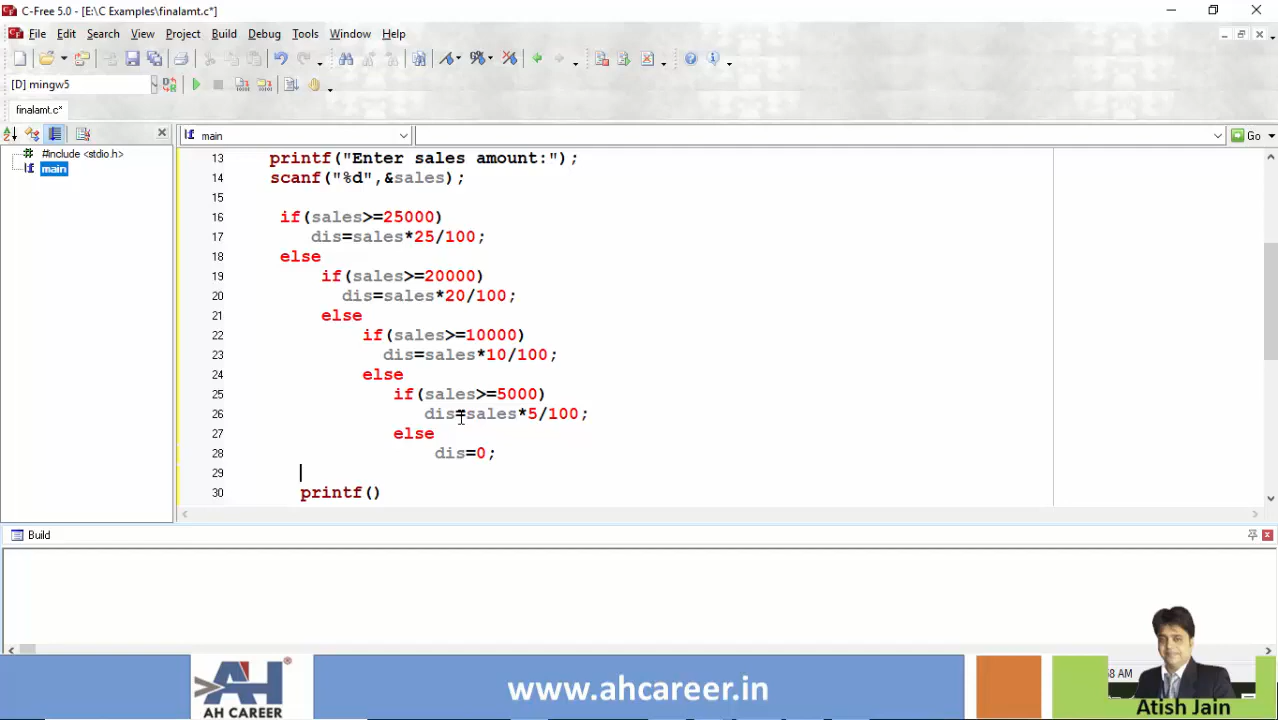 C-Free 5.0 - [E:\C Examples\finalamt.c*]
File Edit Search View Project Build Debug Tools Window Help
[D] mingw5
finalamt.c*
main
Go
#include <stdio.h>
main
13 printf("Enter sales amount:");
14 scanf("%d",&sales);
15
16 if(sales>=25000)
17 dis=sales*25/100;
18 else
19 if(sales>=20000)
20 dis=sales*20/100;
21 else
22 if(sales>=10000)
23 dis=sales*10/100;
24 else
25 if(sales>=5000)
26 dis=sales*5/100;
27 else
28 dis=0;
29
30 printf()
Build
AH
®
AH CAREER
www.ahcareer.in
58 AM
Atish Jain